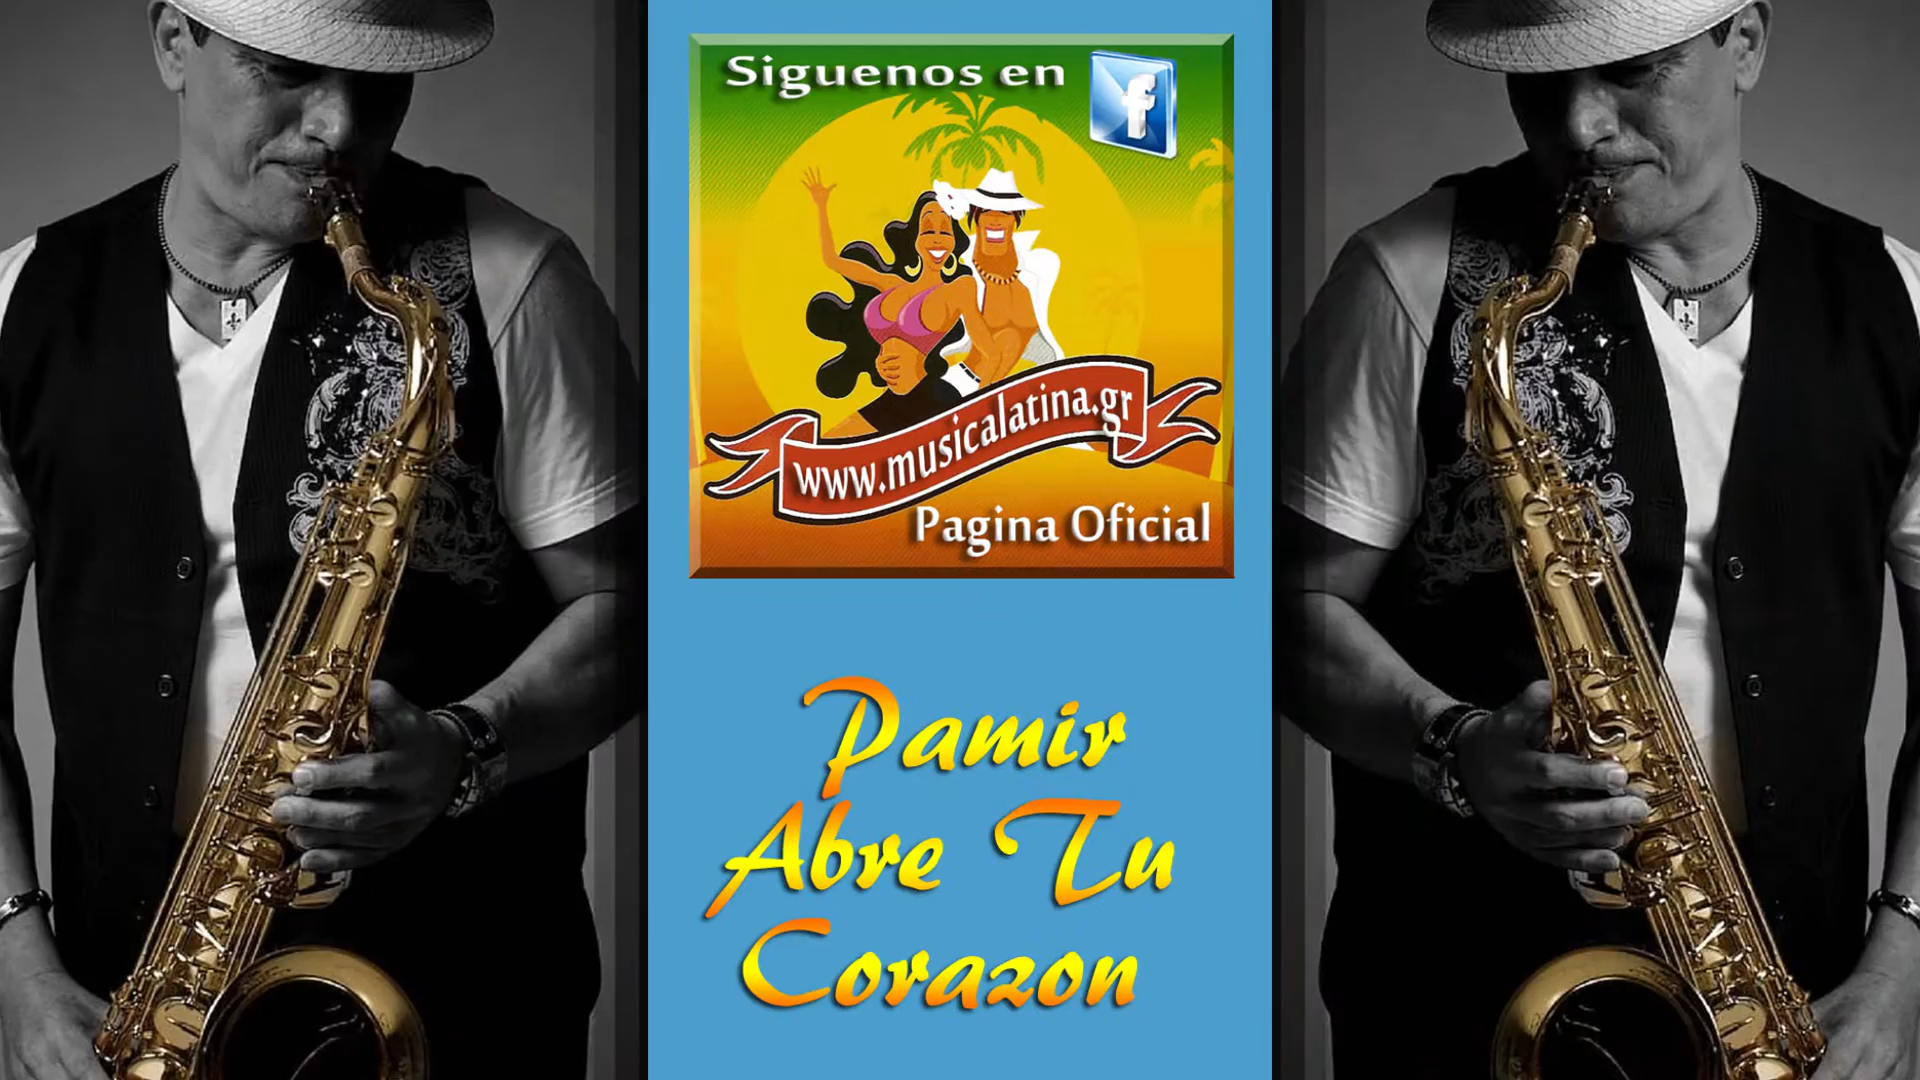 Siguenos en
f
www.musicalatina.gr
Pagina Oficial
Pamir
Abre Tu
Corazon